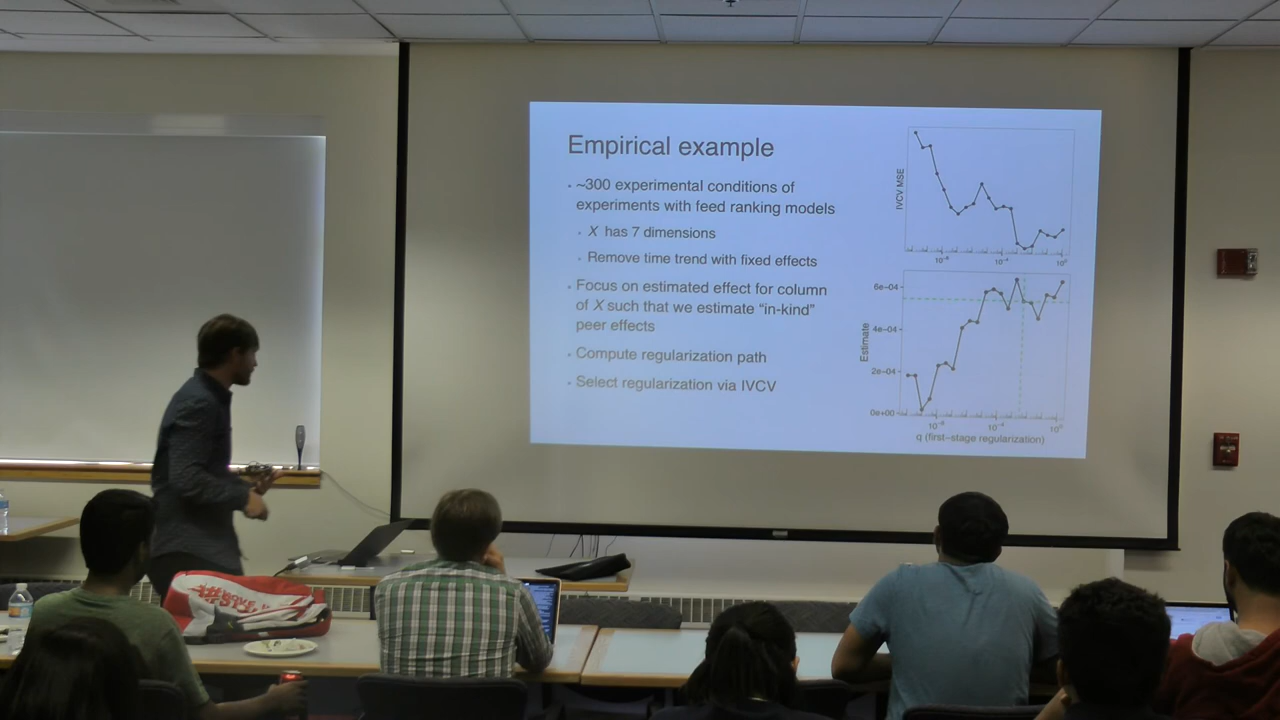 Empirical example
~300 experimental conditions of
experiments with feed ranking models
X has 7 dimensions
Remove time trend with fixed effects
Focus on estimated effect for column
of X such that we estimate “in-kind”
peer effects
Compute regularization path
Select regularization via IVCV
IVCV MSE
Estimate
6e−04
4e−04
2e−04
0e+00
q (first−stage regularization)